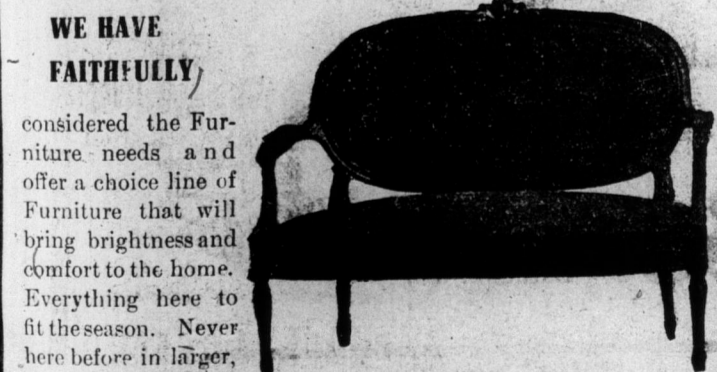 WE HAVE
FAITHFULLY
considered the Fur-
niture needs and
offer a choice line of
Furniture that will
bring brightness and
comfort to the home.
Everything here to
fit the season. Never
here before in larger,